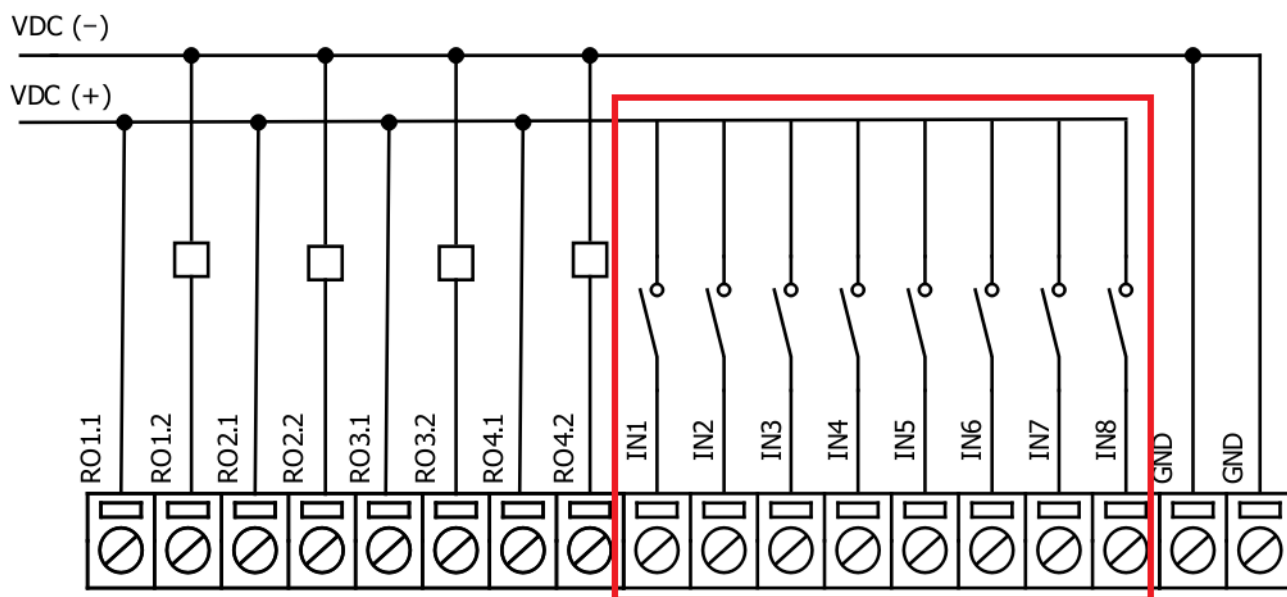 VDC (−)
VDC (+)
RO1.1
RO1.2
RO2.1
RO2.2
RO3.1
RO3.2
RO4.1
RO4.2
IN1
IN2
IN3
IN4
IN5
IN6
IN7
IN8
GND
GND